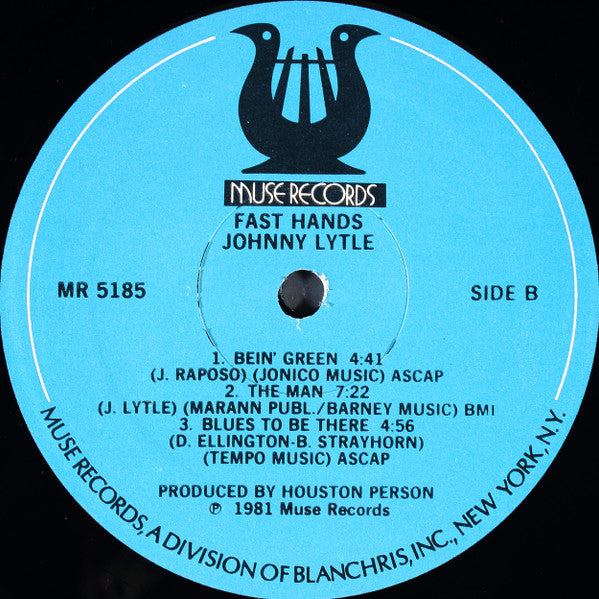 MUSE RECORDS
FAST HANDS
JOHNNY LYTLE
MR 5185
SIDE B
1. BEIN' GREEN 4:41
(J. RAPOSO) (JONICO MUSIC) ASCAP
2. THE MAN 7:22
(J. LYTLE) (MARANN PUBL./BARNEY MUSIC) BMI
3. BLUES TO BE THERE 4:56
(D. ELLINGTON-B. STRAYHORN)
(TEMPO MUSIC) ASCAP
PRODUCED BY HOUSTON PERSON
℗ 1981 Muse Records
MUSE RECORDS, A DIVISION OF BLANCHRIS, INC., NEW YORK, N.Y.